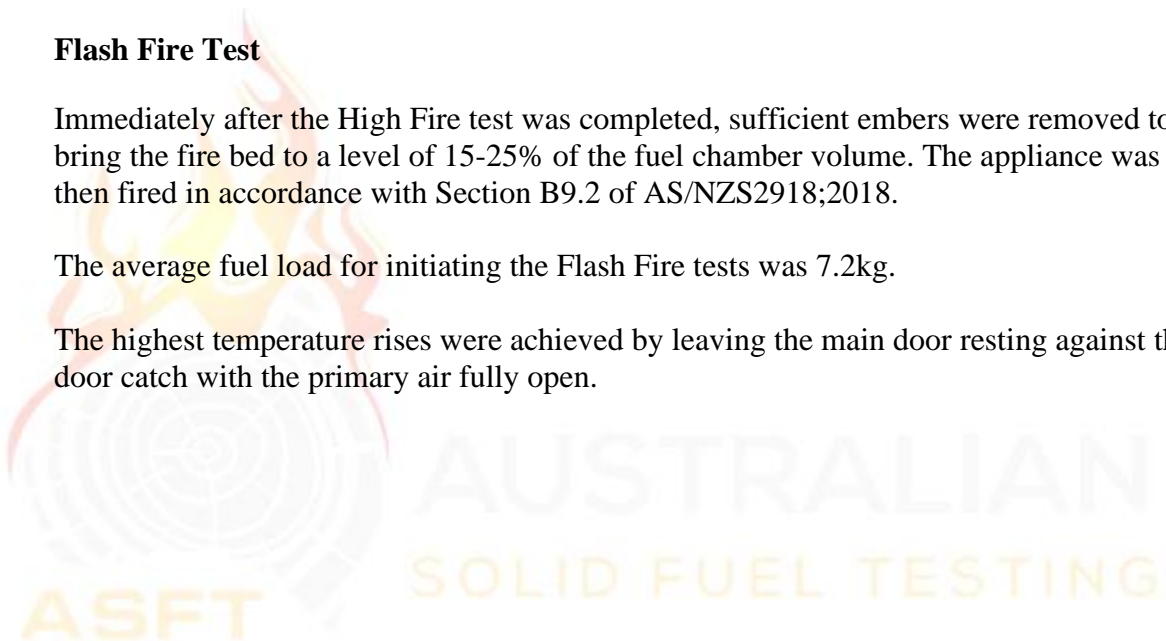 Flash Fire Test
Immediately after the High Fire test was completed, sufficient embers were removed to
bring the fire bed to a level of 15-25% of the fuel chamber volume. The appliance was
then fired in accordance with Section B9.2 of AS/NZS2918;2018.
The average fuel load for initiating the Flash Fire tests was 7.2kg.
The highest temperature rises were achieved by leaving the main door resting against
door catch with the primary air fully open.
AUSTRALIAN
SOLID FUEL TESTING
ASFT